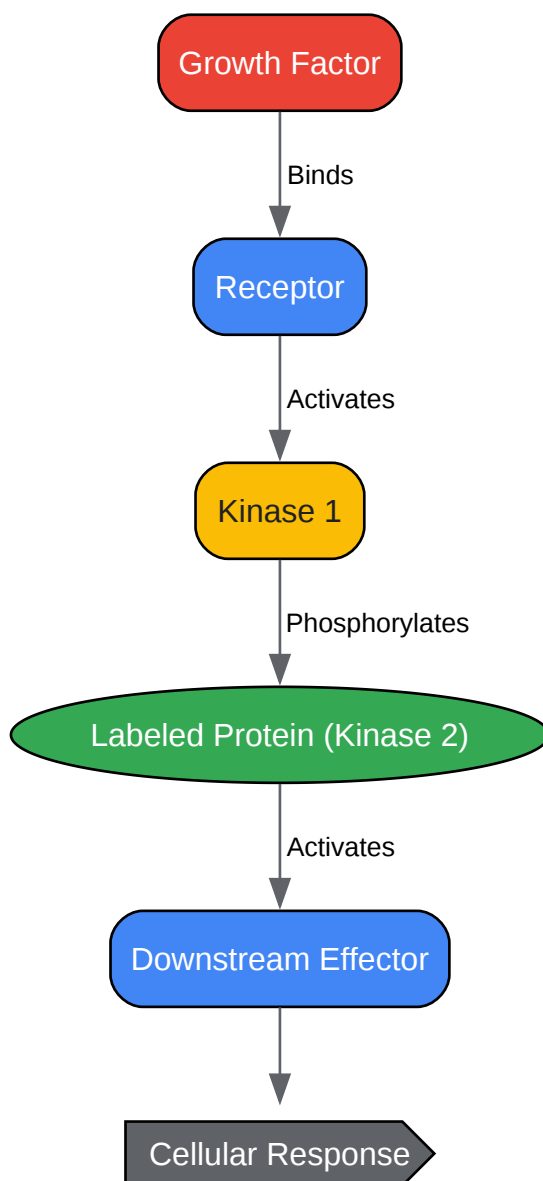 Growth Factor
Binds
Receptor
Activates
Kinase 1
Phosphorylates
Labeled Protein (Kinase 2)
Activates
Downstream Effector
Cellular Response